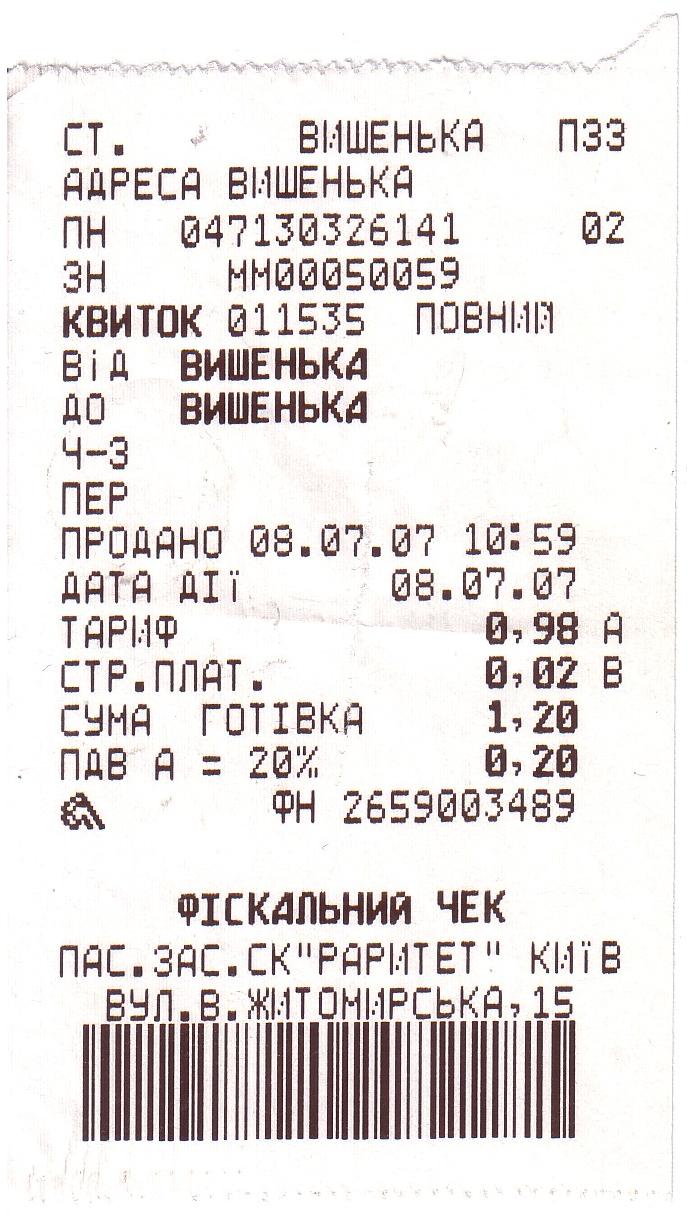 СТ. ВИШЕНЬКА ПЗЗ
АДРЕСА ВИШЕНЬКА
ПН 047130326141 02
ЗН ММ00050059
КВИТОК 011535 ПОВНИЙ
ВіД ВИШЕНЬКА
ДО ВИШЕНЬКА
Ч-З
ПЕР
ПРОДАНО 08.07.07 10:59
ДАТА ДІЇ 08.07.07
ТАРИФ 0,98 А
СТР.ПЛАТ. 0,02 В
СУМА ГОТІВКА 1,20
ПДВ А = 20% 0,20
ФН 2659003489
ФІСКАЛЬНИЙ ЧЕК
ПАС.ЗАС.СК"РАРИТЕТ" КИЇВ
ВУЛ.В.ЖИТОМИРСЬКА,15